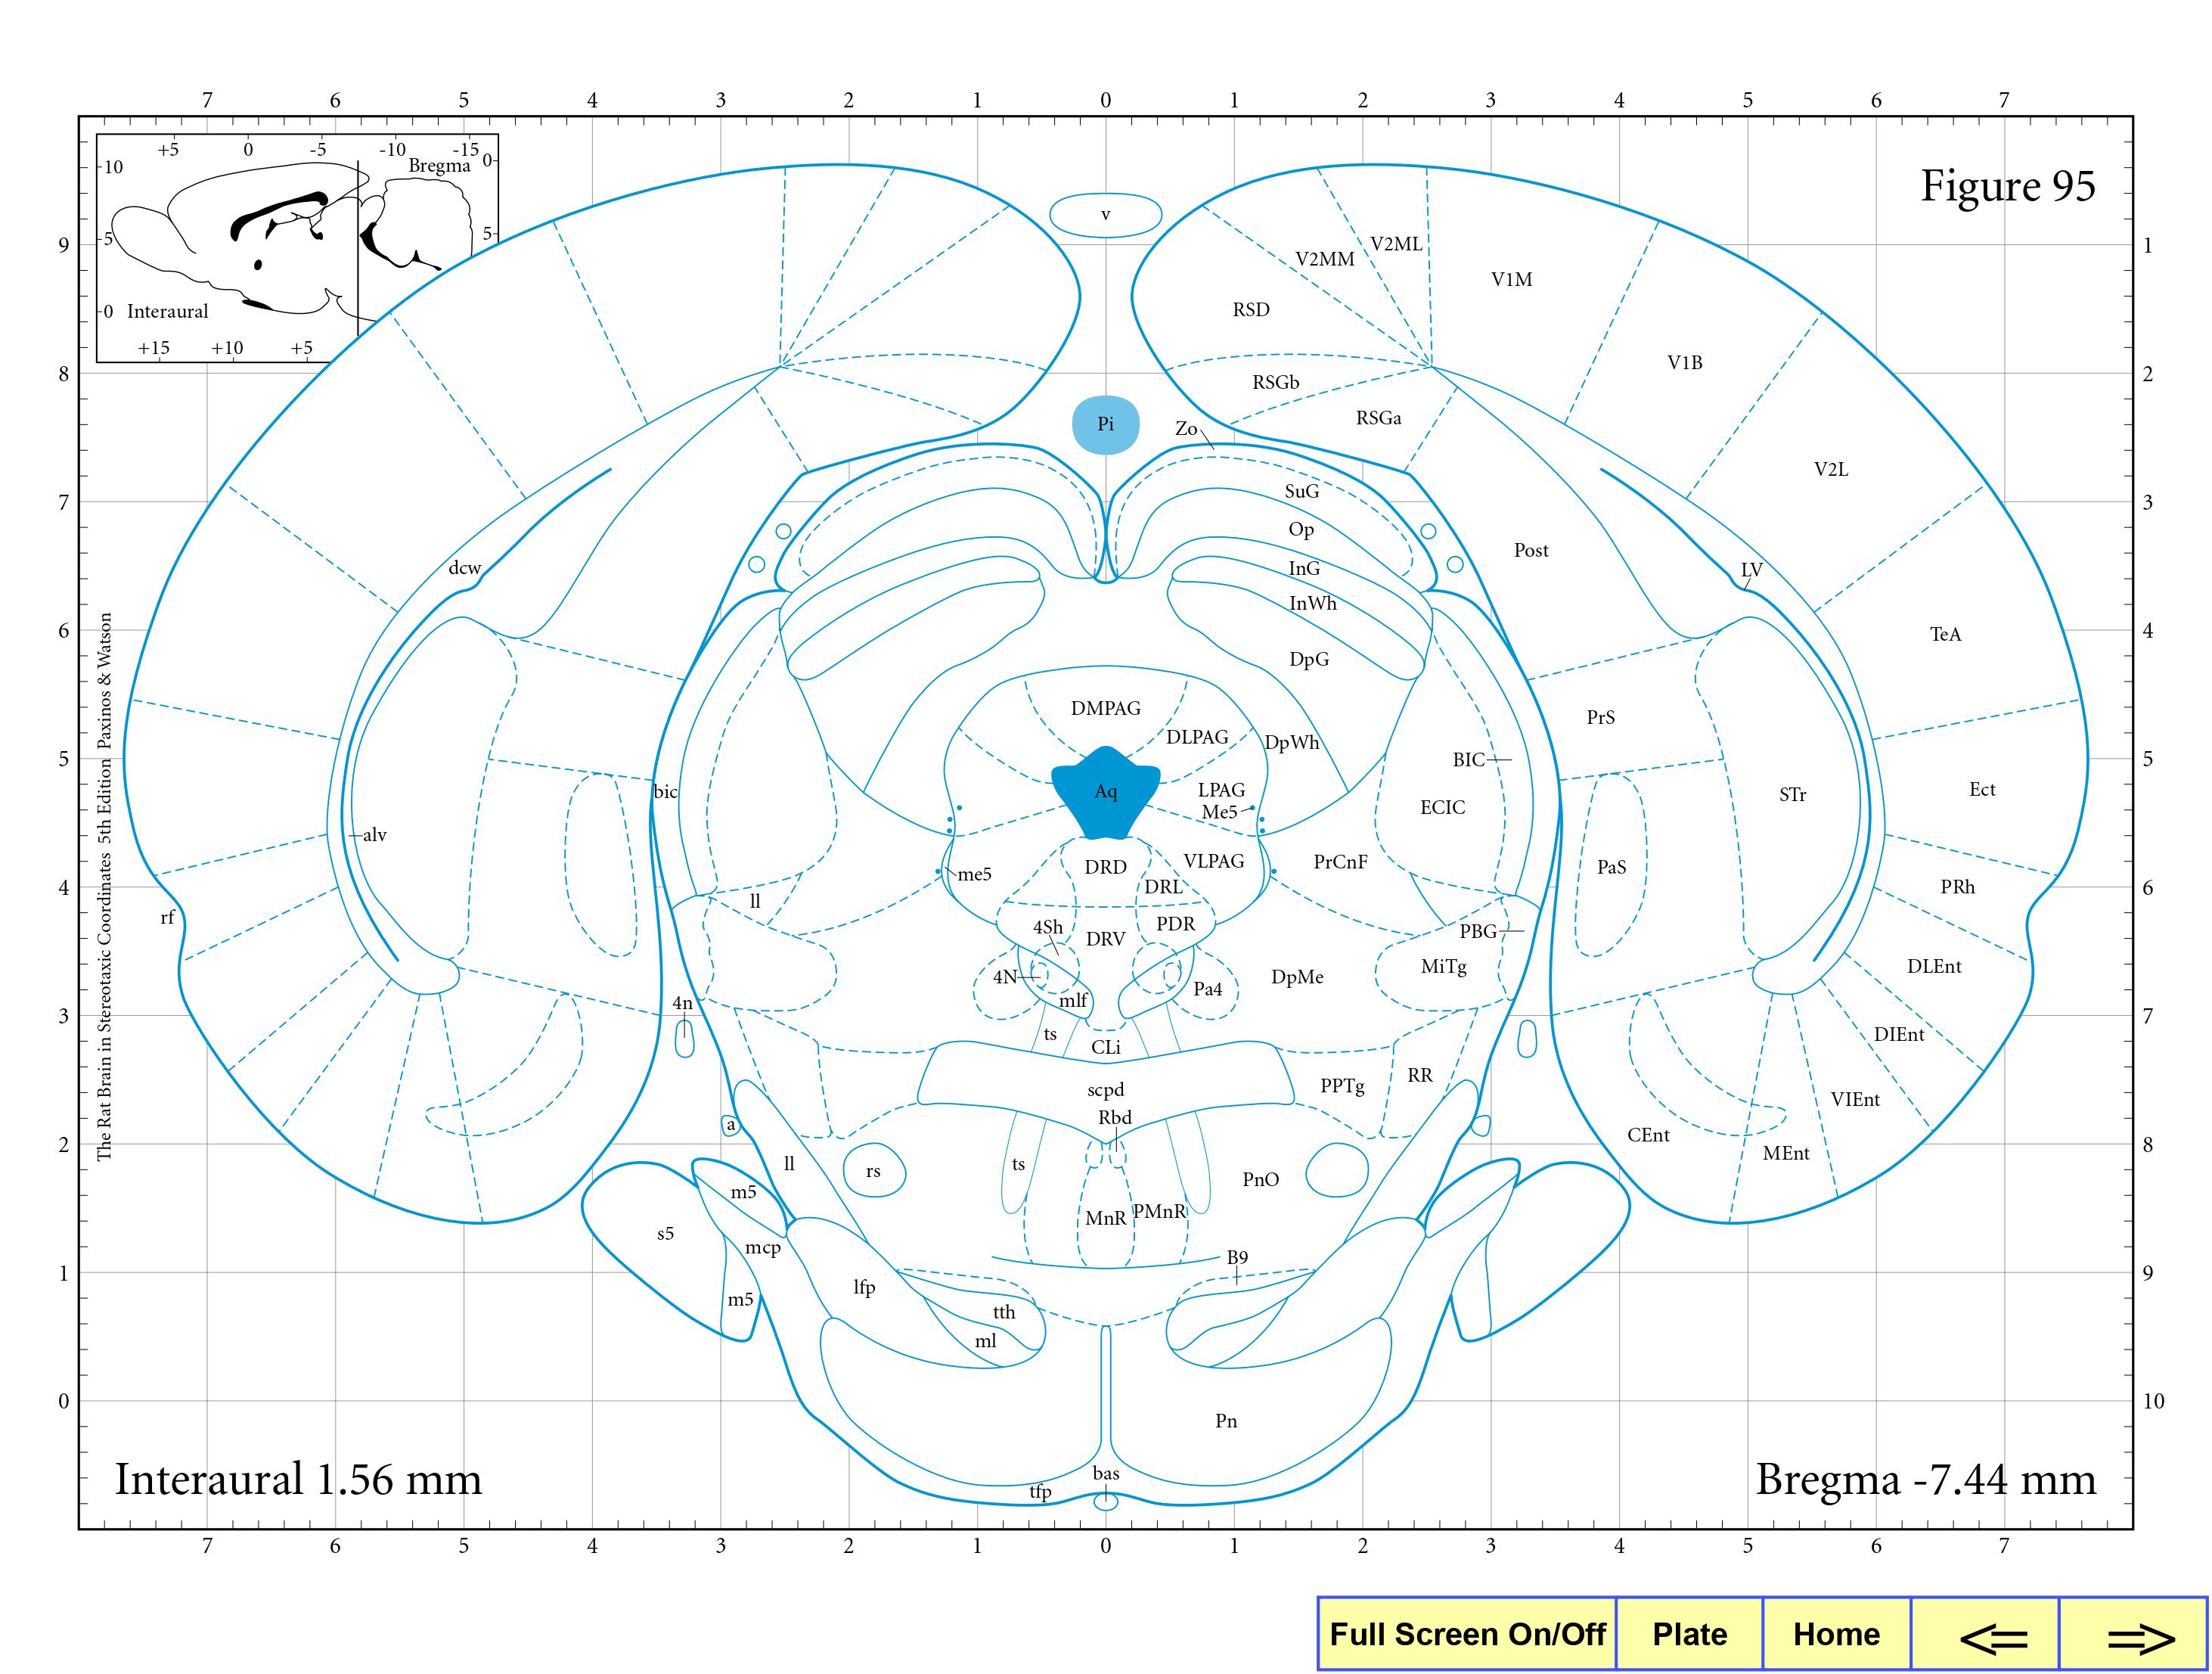 7 6 5 4 3 2 1 0 1 2 3 4 5 6 7
+5 0 -5 -10 -15
Bregma 0
10
5
5
0 Interaural
+15 +10 +5
Figure 95
v
9 1
V2ML
V2MM
V1M
RSD
V1B
8 2
RSGb
RSGa
Pi
Zo
V2L
7 3
SuG
Op
Post
dcw
InG
LV
InWh
6 4
TeA
DpG
DMPAG
PrS
DLPAG
DpWh
5 5
BIC
bic
Aq
LPAG
Me5
ECIC
STr
Ect
alv
VLPAG
PrCnF
DRD
PaS
me5
DRL
4 6
PRh
ll
rf
4Sh
PDR
DRV
PBG
MiTg
DLEnt
4N
DpMe
Pa4
mlf
4n
3 7
ts
CLi
DIEnt
RR
PPTg
scpd
VIEnt
Rbd
a
CEnt
2 8
MEnt
ll
ts
rs
PnO
m5
MnR
PMnR
s5
mcp
B9
1 9
lfp
m5
tth
ml
0 10
Pn
bas
tfp
The Rat Brain in Stereotaxic Coordinates 5th Edition Paxinos & Watson
Interaural 1.56 mm
Bregma -7.44 mm
7 6 5 4 3 2 1 0 1 2 3 4 5 6 7
Full Screen On/Off Plate Home <= =>